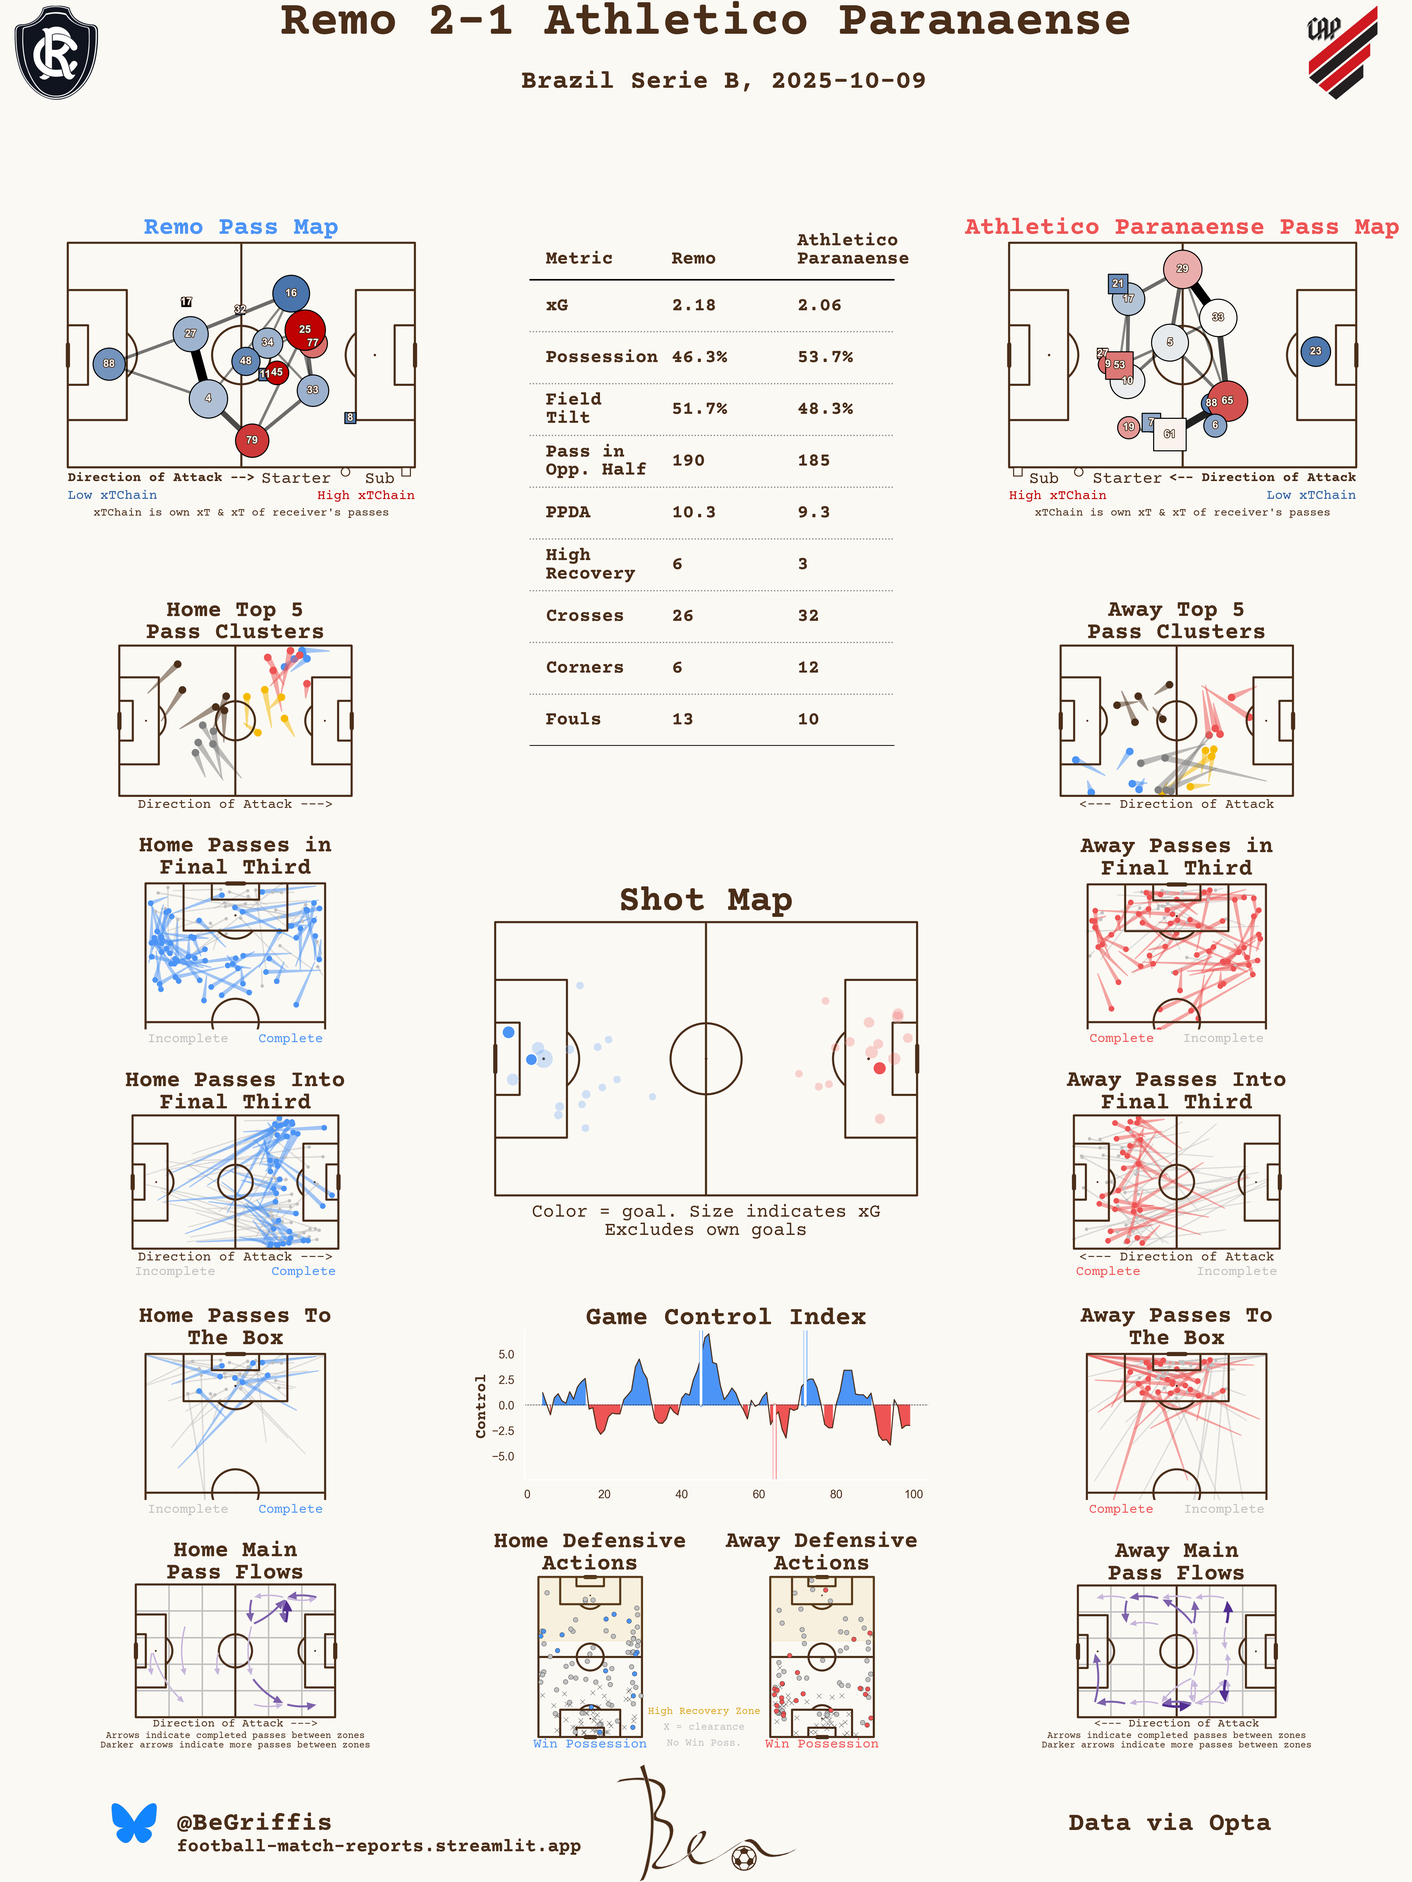 Remo 2-1 Athletico Paranaense
Brazil Serie B, 2025-10-09
CAP
Remo Pass Map
17
32
16
27
25
34
77
88
48
11
45
33
4
8
79
Direction of Attack --> Starter Sub
Low xTChain High xTChain
xTChain is own xT & xT of receiver's passes
Metric Remo Athletico Paranaense
xG 2.18 2.06
Possession 46.3% 53.7%
Field Tilt 51.7% 48.3%
Pass in Opp. Half 190 185
PPDA 10.3 9.3
High Recovery 6 3
Crosses 26 32
Corners 6 12
Fouls 13 10
Athletico Paranaense Pass Map
29
21
17
33
5
27
23
9
53
10
88
65
19
7
6
61
Sub Starter <-- Direction of Attack
High xTChain Low xTChain
xTChain is own xT & xT of receiver's passes
Home Top 5
Pass Clusters
Direction of Attack --->
Away Top 5
Pass Clusters
<--- Direction of Attack
Home Passes in
Final Third
Incomplete Complete
Away Passes in
Final Third
Complete Incomplete
Shot Map
Color = goal. Size indicates xG
Excludes own goals
Home Passes Into
Final Third
Direction of Attack --->
Incomplete Complete
Away Passes Into
Final Third
<--- Direction of Attack
Complete Incomplete
Home Passes To
The Box
Incomplete Complete
Game Control Index
Control
5.0
2.5
0.0
−2.5
−5.0
0 20 40 60 80 100
Away Passes To
The Box
Complete Incomplete
Home Main
Pass Flows
Direction of Attack --->
Arrows indicate completed passes between zones
Darker arrows indicate more passes between zones
Home Defensive
Actions
Win Possession
Away Defensive
Actions
Win Possession
High Recovery Zone
X = clearance
No Win Poss.
Away Main
Pass Flows
<--- Direction of Attack
Arrows indicate completed passes between zones
Darker arrows indicate more passes between zones
@BeGriffis
football-match-reports.streamlit.app
Ben
Data via Opta